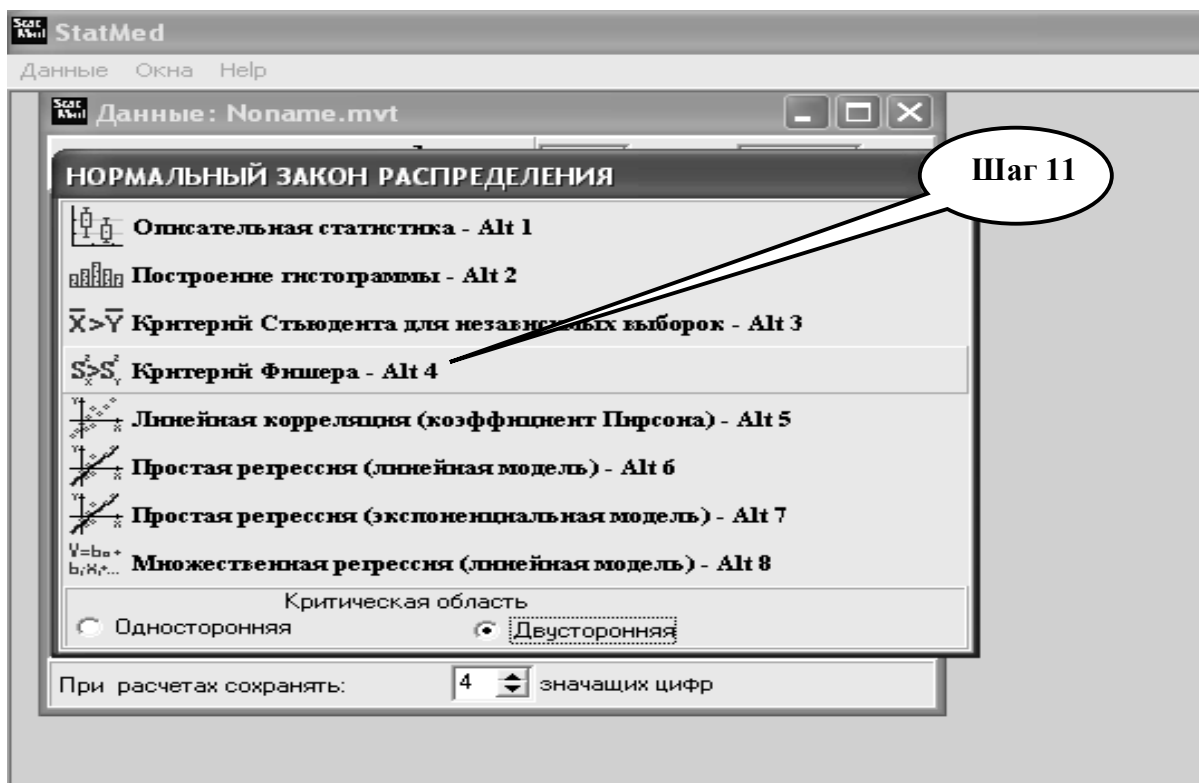 StatMed
Данные Окна Help
Данные: Noname.mvt
НОРМАЛЬНЫЙ ЗАКОН РАСПРЕДЕЛЕНИЯ
Шаг 11
Описательная статистика - Alt 1
Построение гистограммы - Alt 2
X>Y Критерий Стьюдента для независимых выборок - Alt 3
Критерий Фишера - Alt 4
Линейная корреляция (коэффициент Пирсона) - Alt 5
Простая регрессия (линейная модель) - Alt 6
Простая регрессия (экспоненциальная модель) - Alt 7
Множественная регрессия (линейная модель) - Alt 8
Критическая область
Односторонняя Двусторонняя
При расчетах сохранять: 4 значащих цифр